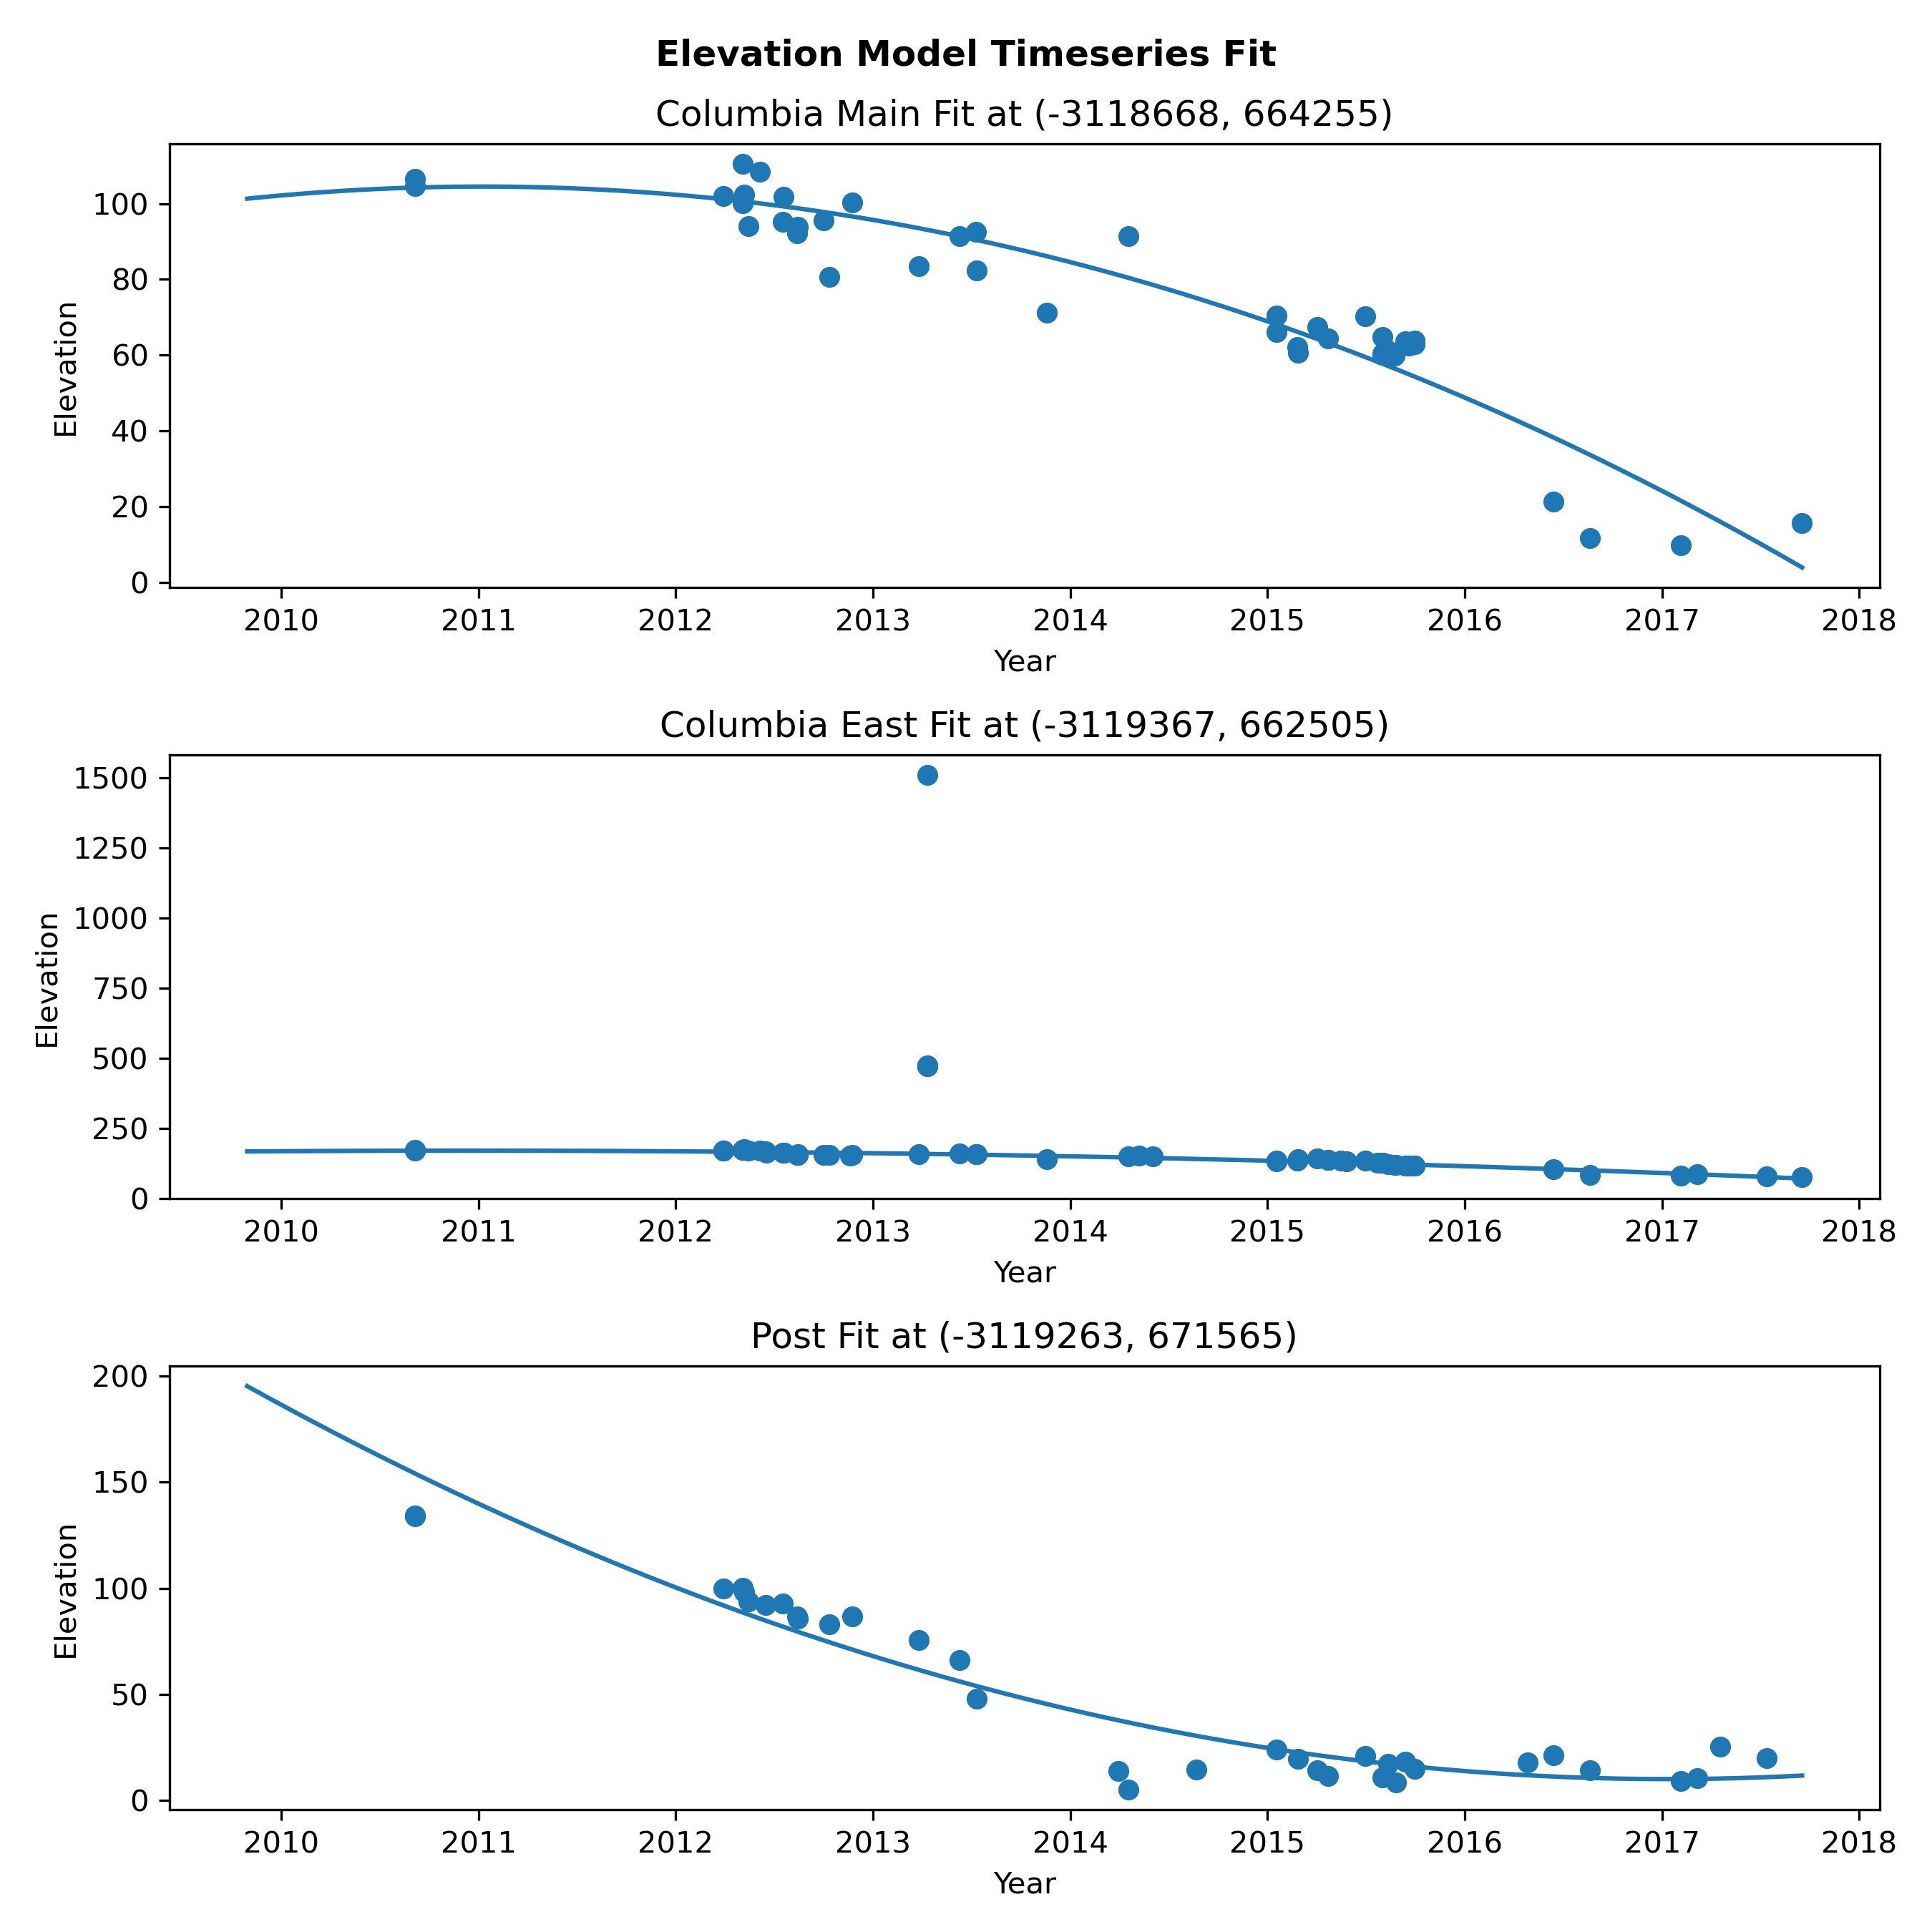 Elevation Model Timeseries Fit
Columbia Main Fit at (-3118668, 664255)
Elevation
100
80
60
40
20
0
2010 2011 2012 2013 2014 2015 2016 2017 2018
Year
Columbia East Fit at (-3119367, 662505)
Elevation
1500
1250
1000
750
500
250
0
2010 2011 2012 2013 2014 2015 2016 2017 2018
Year
Post Fit at (-3119263, 671565)
Elevation
200
150
100
50
0
2010 2011 2012 2013 2014 2015 2016 2017 2018
Year